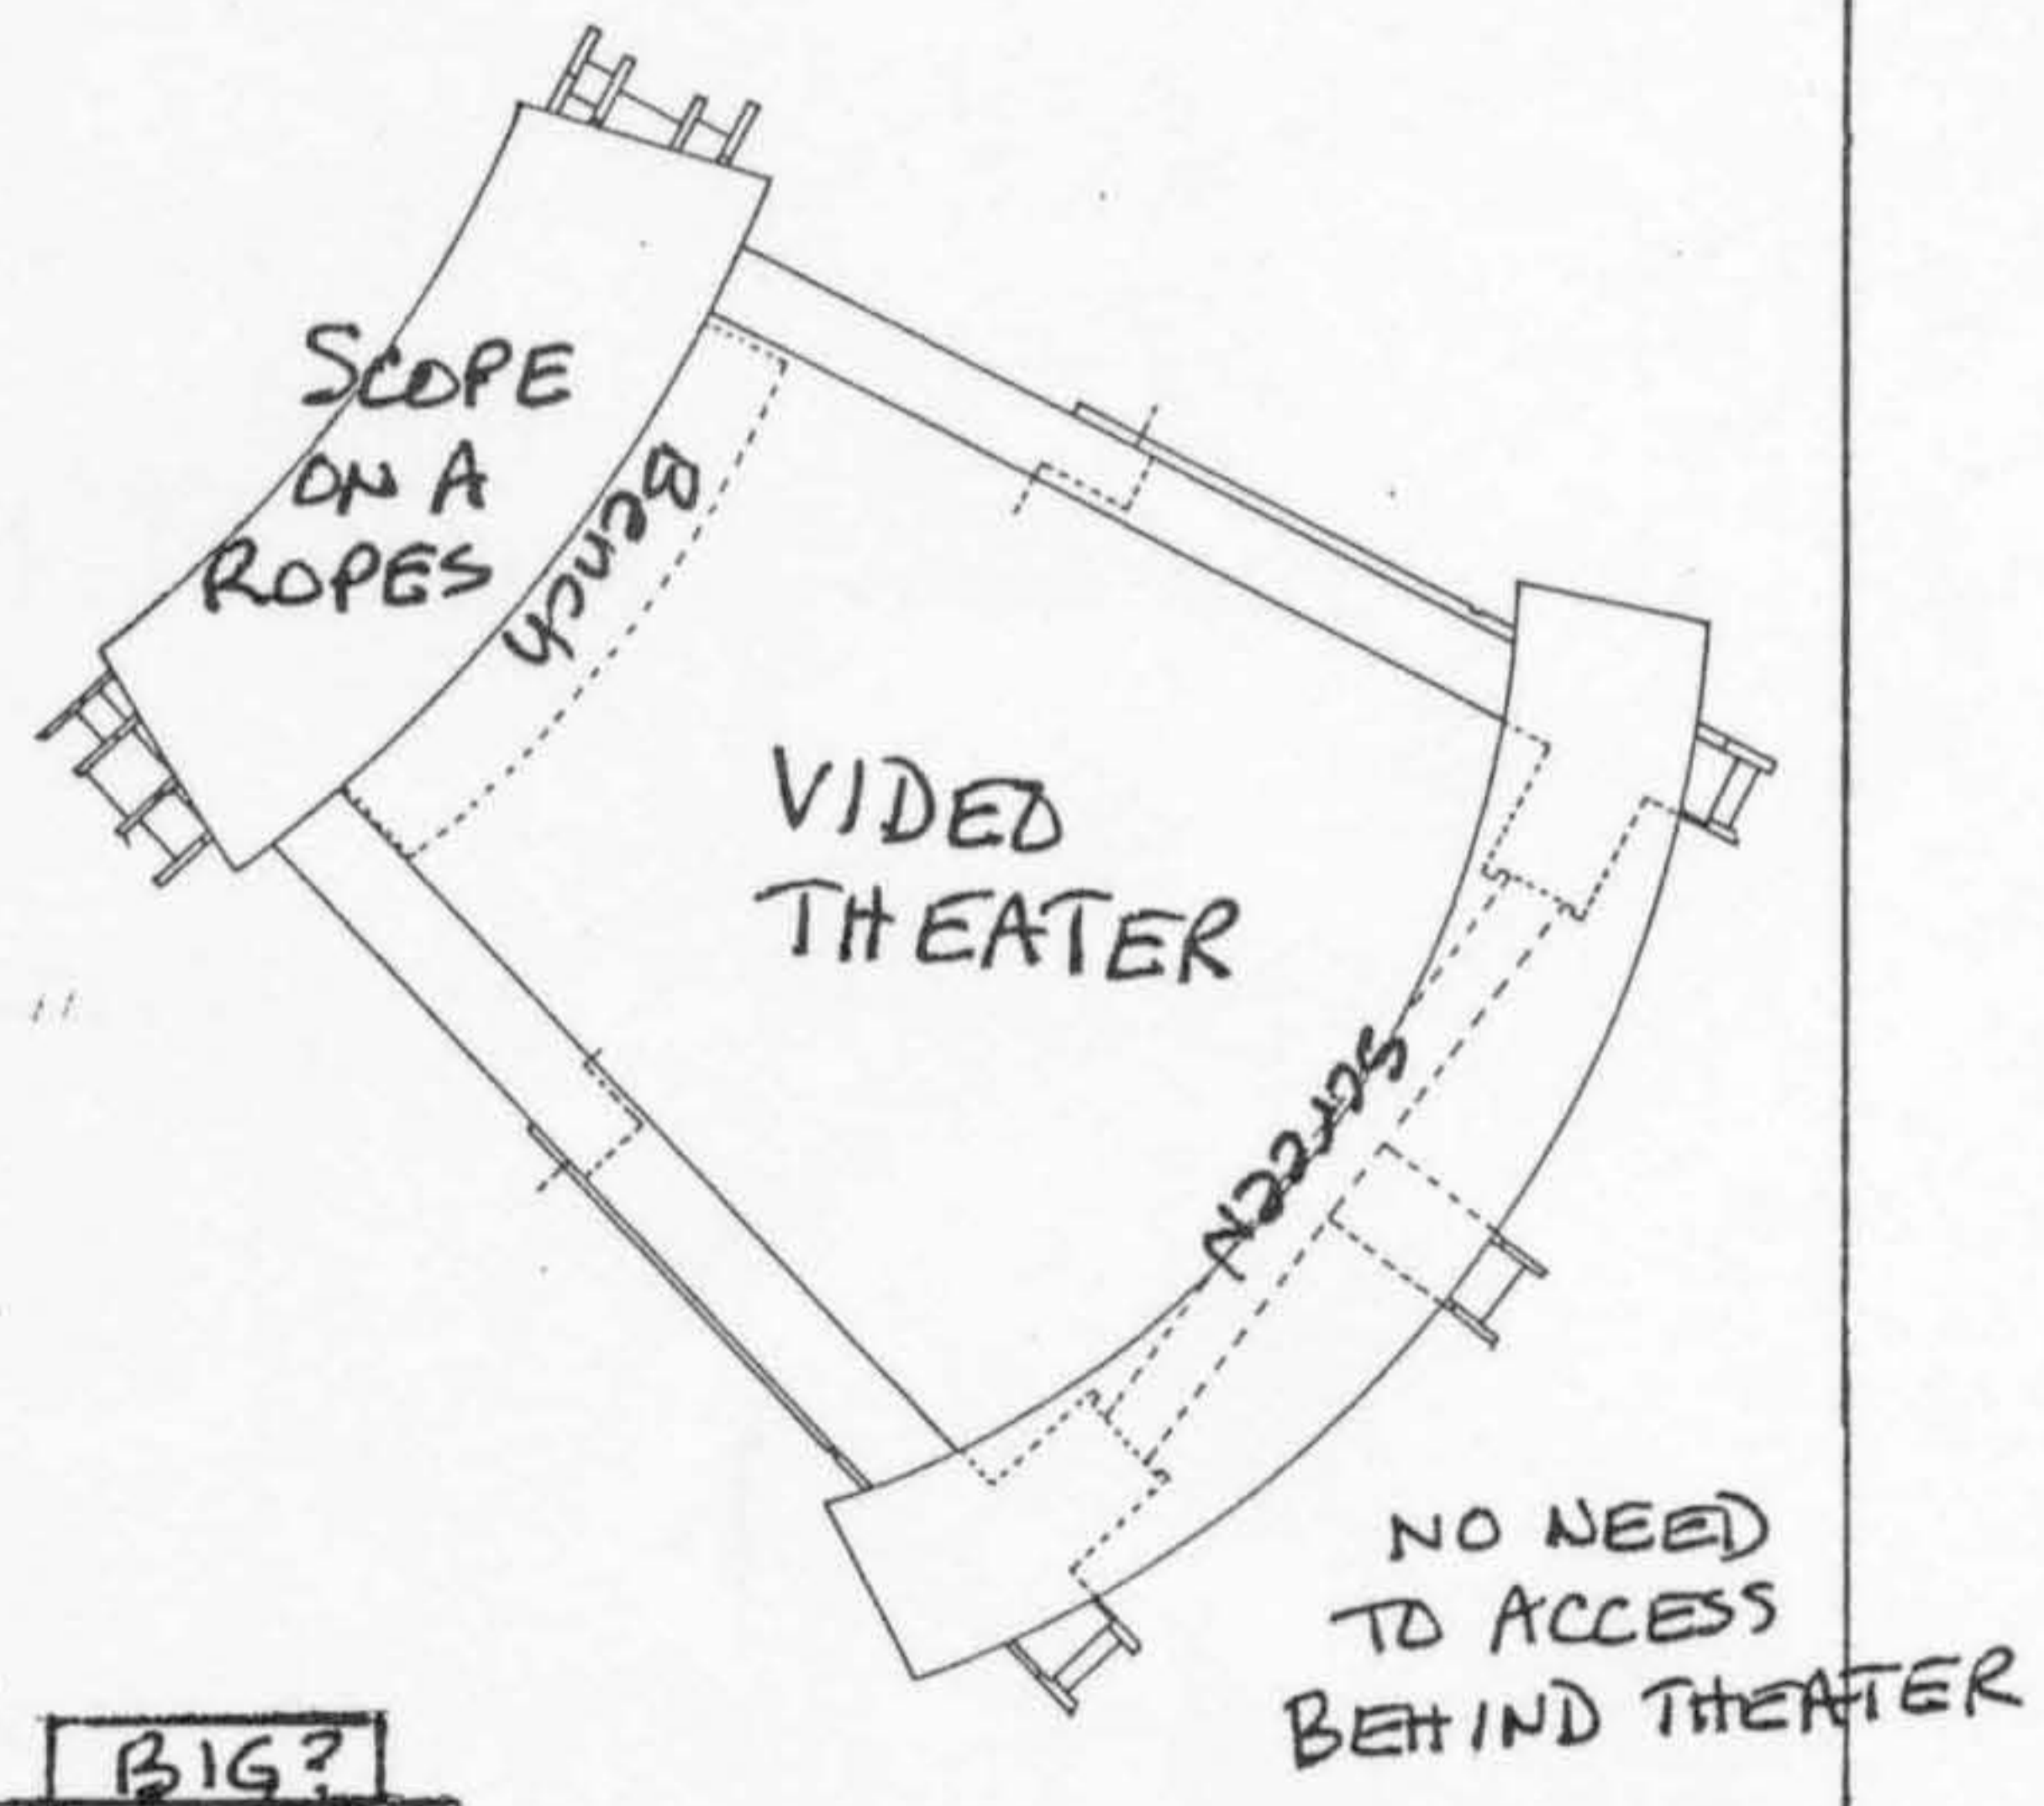 SCOPE
ON A
ROPES
Bench
VIDEO
THEATER
SCrEEN
NO NEED
TO ACCESS
BEHIND THEATER
BIG?